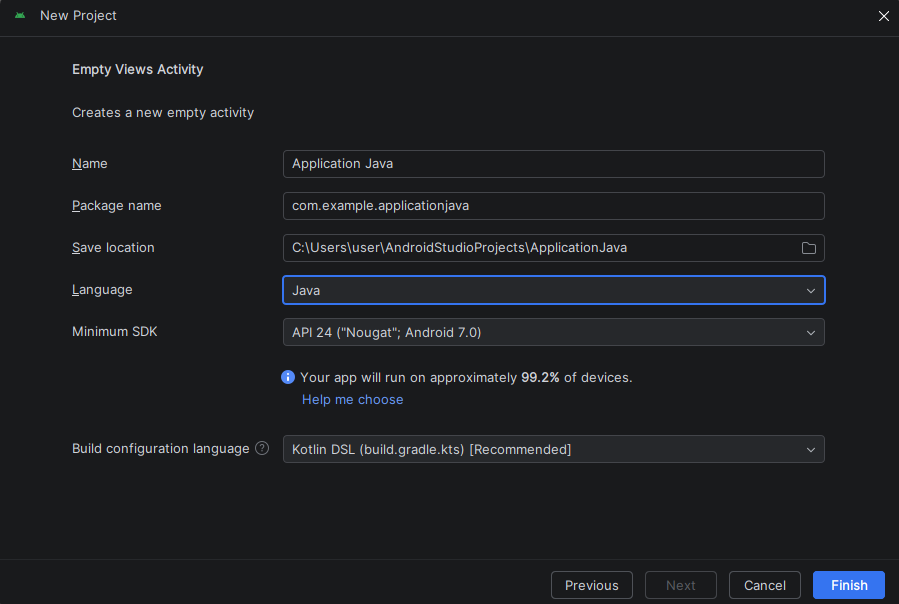 New Project
Empty Views Activity
Creates a new empty activity
Name Application Java
Package name com.example.applicationjava
Save location C:\Users\user\AndroidStudioProjects\ApplicationJava
Language Java
Minimum SDK API 24 ("Nougat"; Android 7.0)
Your app will run on approximately 99.2% of devices.
Help me choose
Build configuration language ? Kotlin DSL (build.gradle.kts) [Recommended]
Previous Next Cancel Finish